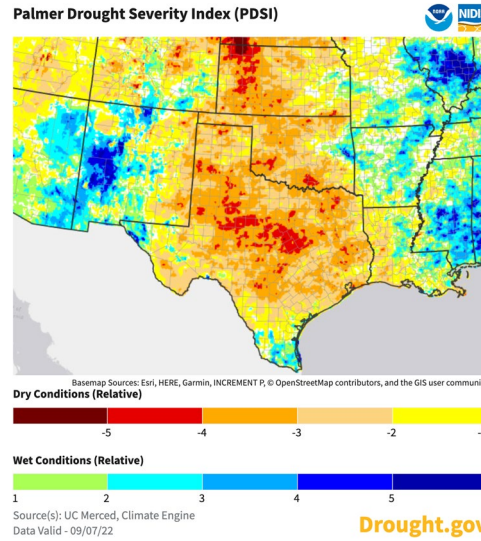 Palmer Drought Severity Index (PDSI)
NOAA
NIDI
Basemap Sources: Esri, HERE, Garmin, INCREMENT P, © OpenStreetMap contributors, and the GIS user communi
Dry Conditions (Relative)
-5 -4 -3 -2 -
Wet Conditions (Relative)
1 2 3 4 5
Source(s): UC Merced, Climate Engine
Data Valid - 09/07/22
Drought.gov